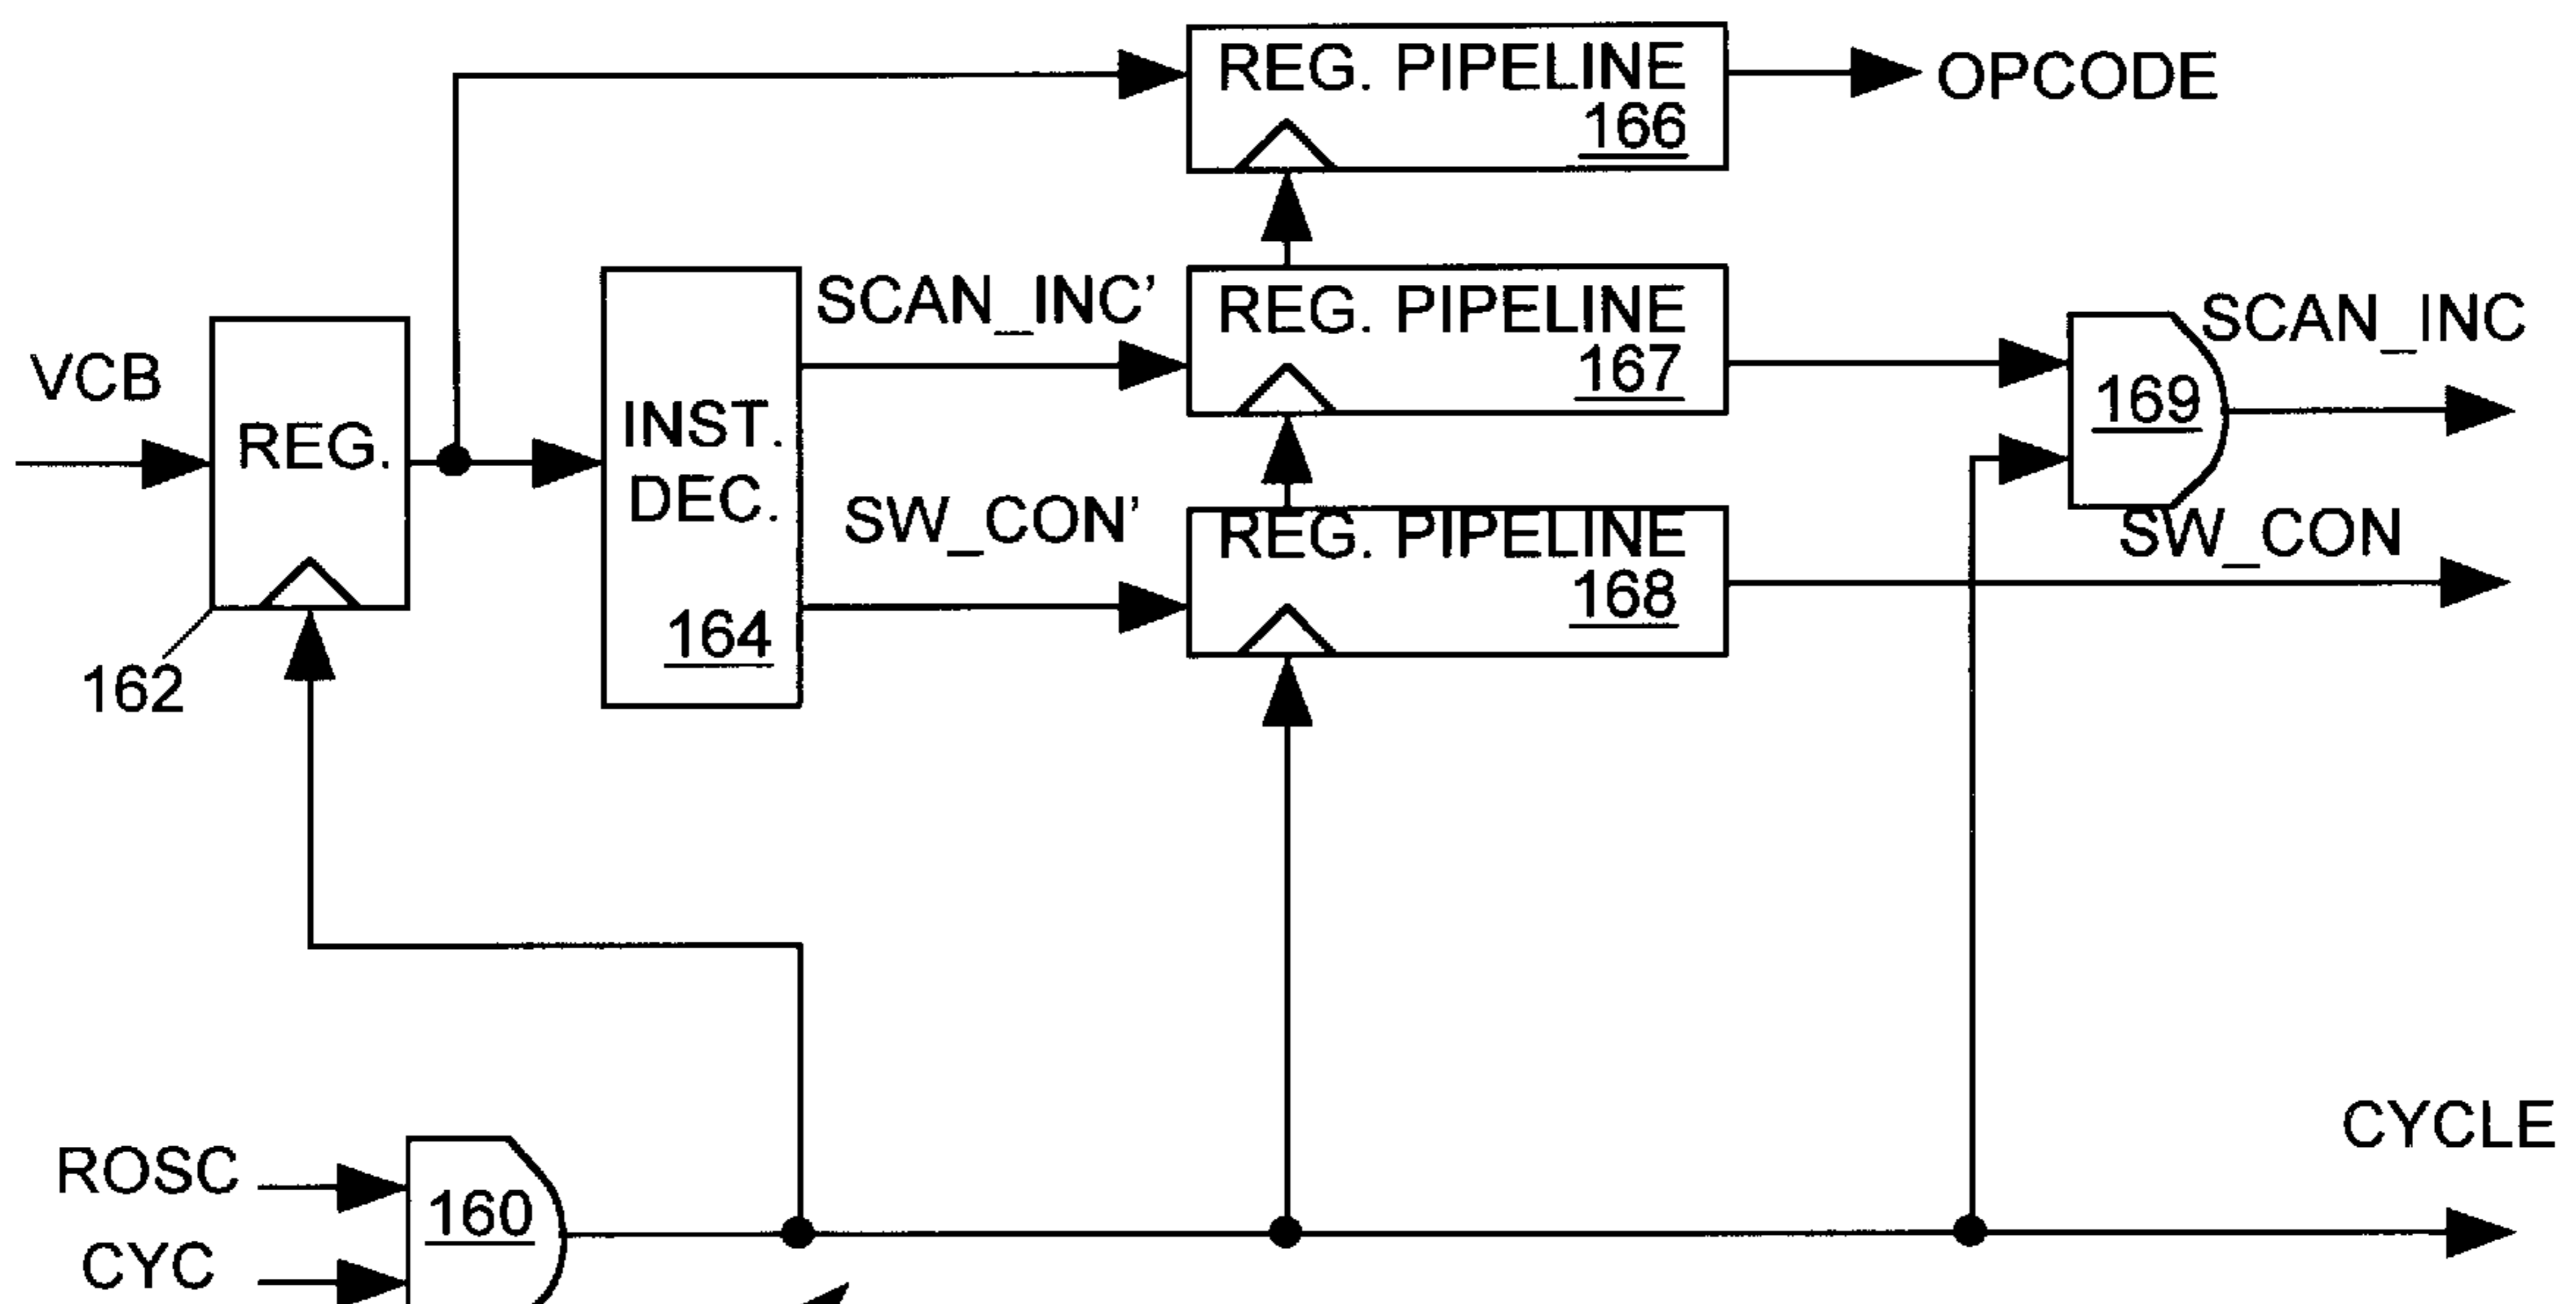 REG. PIPELINE
166
OPCODE
SCAN_INC'
REG. PIPELINE
167
SCAN_INC
169
VCB
REG.
INST.
DEC.
164
SW_CON'
REG. PIPELINE
168
SW_CON
162
CYCLE
ROSC
160
CYC